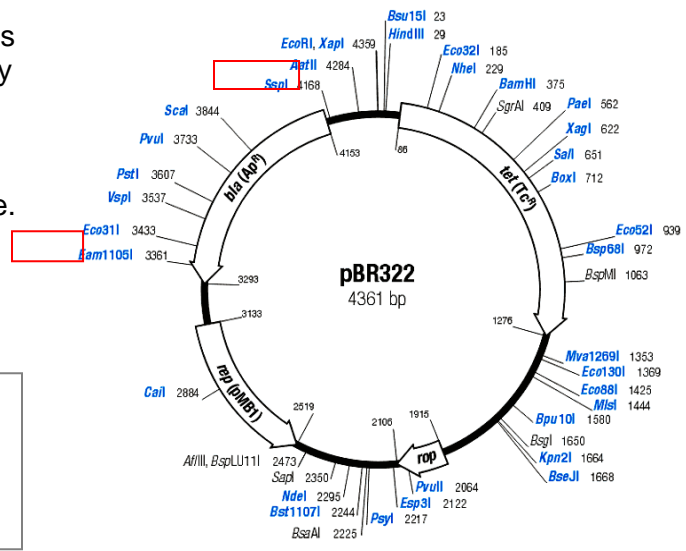 s
y
e.
Bsu15I 23
HindIII 29
EcoRI, XapI 4359
AatII 4284
SspI 4168
Eco32I 185
NheI 229
BamHI 375
SgrAI 409
PaeI 562
XagI 622
SalI 651
BoxI 712
Eco52I 939
Bsp68I 972
BspMI 1063
Mva1269I 1353
Eco130I 1369
Eco88I 1425
MlsI 1444
Bpu10I 1580
BsgI 1650
Kpn2I 1664
BseJI 1668
PvuII 2064
Esp3I 2122
PsyI 2217
BsaAI 2225
Bst1107I 2244
NdeI 2295
SapI 2350
AflIII, BspLU11I 2473
CaiI 2884
Eam1105I 3361
Eco31I 3433
VspI 3537
PstI 3607
PvuI 3733
ScaI 3844
4153
86
bla (ApR)
tet (TcR)
pBR322
4361 bp
3293
3133
1276
rep (pMB1)
2519
2106
1915
rop